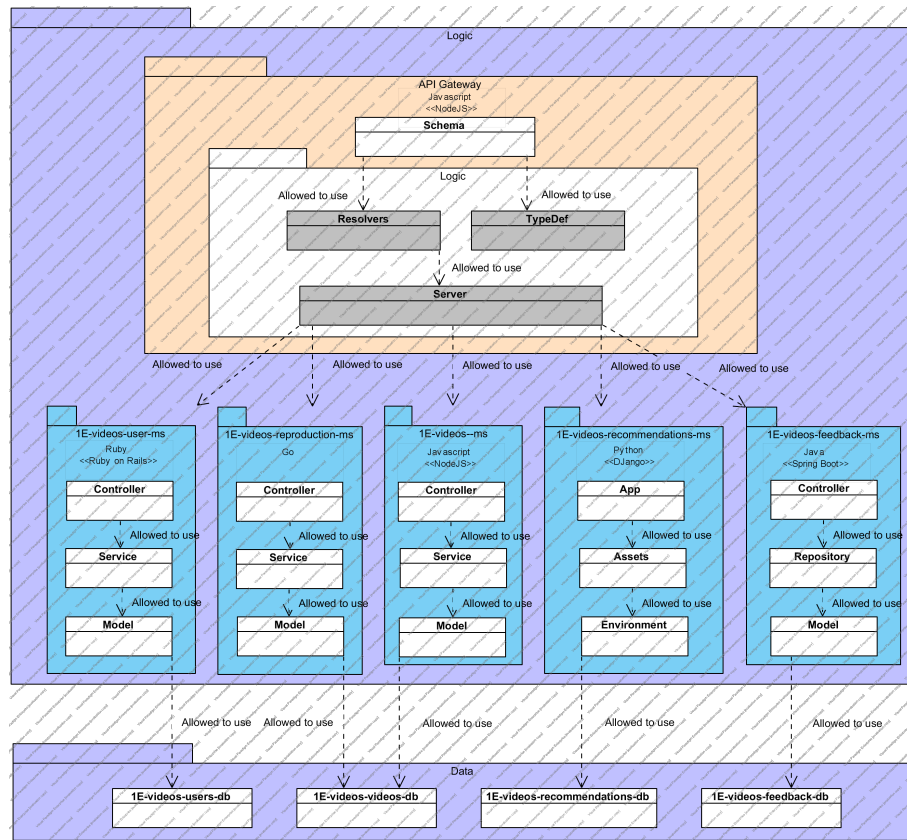 Logic
API Gateway
Javascript
<<NodeJS>>
Schema
Logic
Allowed to use
Allowed to use
Resolvers
TypeDef
Allowed to use
Server
Allowed to use
Allowed to use
Allowed to use
Allowed to use
Allowed to use
1E-videos-user-ms
Ruby
<<Ruby on Rails>>
Controller
Allowed to use
Service
Allowed to use
Model
1E-videos-reproduction-ms
Go
Controller
Allowed to use
Service
Allowed to use
Model
1E-videos--ms
Javascript
<<NodeJS>>
Controller
Allowed to use
Service
Allowed to use
Model
1E-videos-recommendations-ms
Python
<<DJango>>
App
Allowed to use
Assets
Allowed to use
Environment
1E-videos-feedback-ms
Java
<<Spring Boot>>
Controller
Allowed to use
Repository
Allowed to use
Model
Allowed to use
Allowed to use
Allowed to use
Allowed to use
Allowed to use
Data
1E-videos-users-db
1E-videos-videos-db
1E-videos-recommendations-db
1E-videos-feedback-db